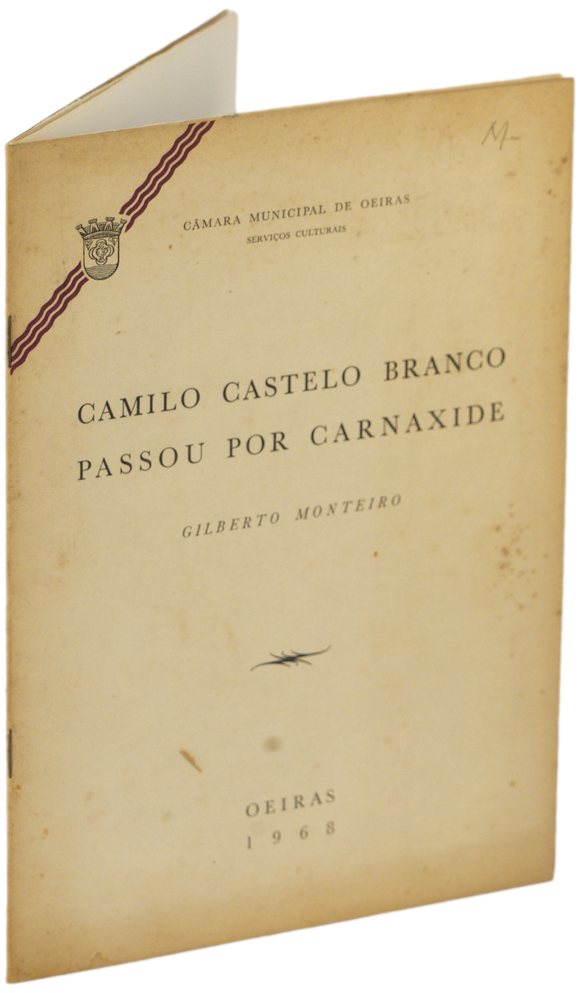 CÂMARA MUNICIPAL DE OEIRAS
SERVIÇOS CULTURAIS
CAMILO CASTELO BRANCO
PASSOU POR CARNAXIDE
GILBERTO MONTEIRO
OEIRAS
1968